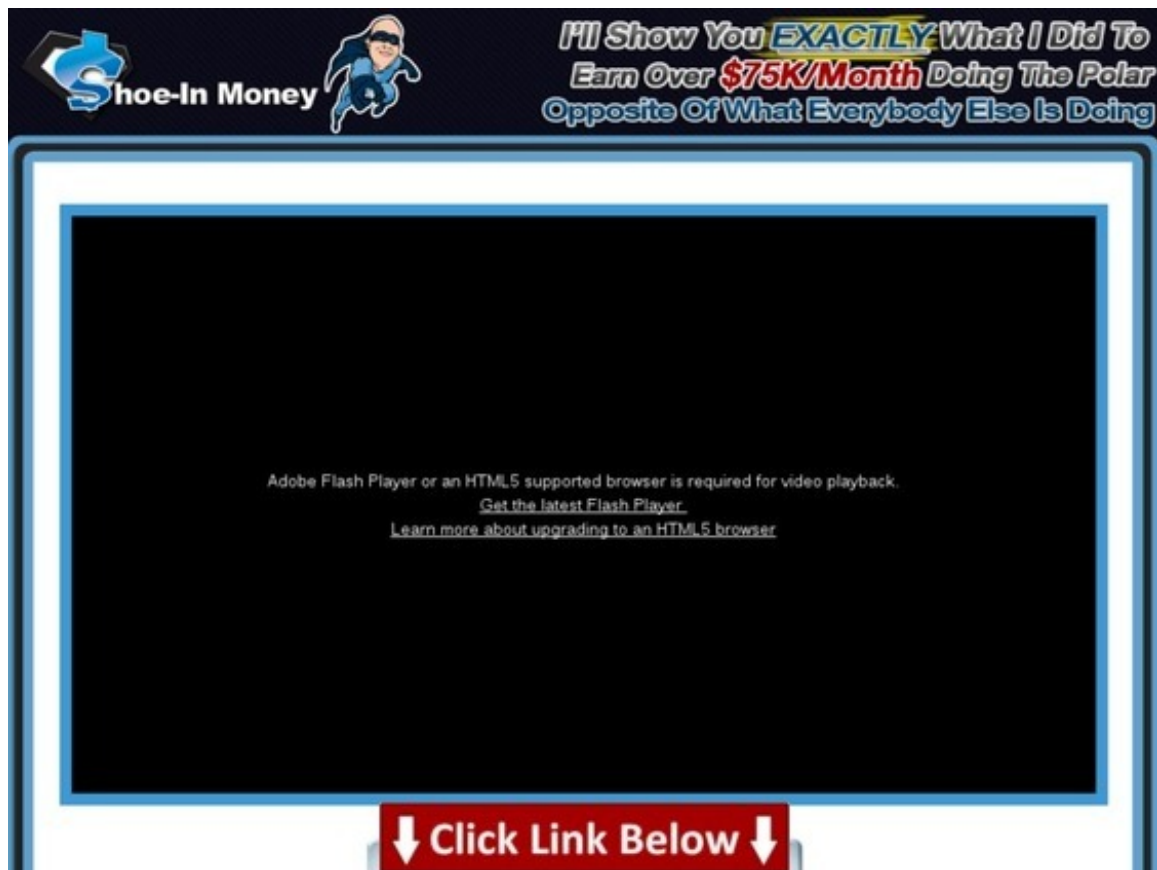 Shoe-In Money
I'll Show You EXACTLY What I Did To
Earn Over $75K/Month Doing The Polar
Opposite Of What Everybody Else Is Doing
Adobe Flash Player or an HTML5 supported browser is required for video playback.
Get the latest Flash Player
Learn more about upgrading to an HTML5 browser
Click Link Below